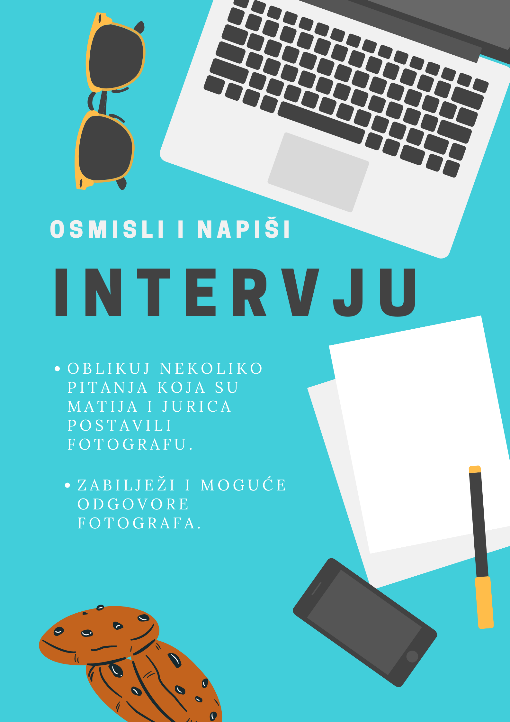 OSMISLI I NAPIŠI
INTERVJU
• OBLIKUJ NEKOLIKO
PITANJA KOJA SU
MATIJA I JURICA
POSTAVILI
FOTOGRAFU.
• ZABILJEŽI I MOGUĆE
ODGOVORE
FOTOGRAFA.